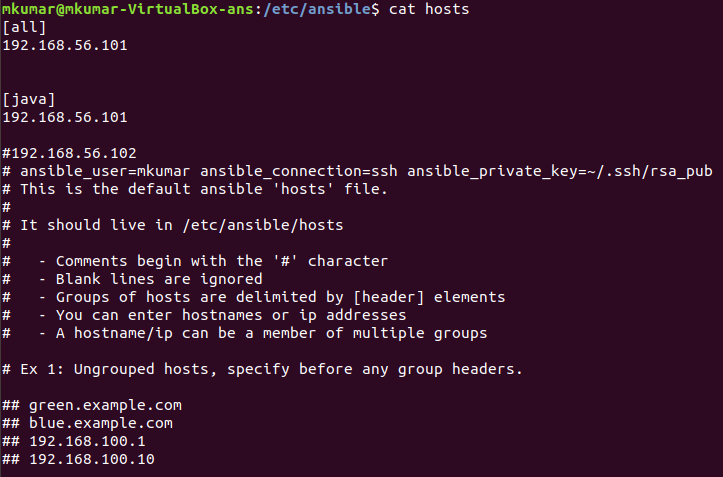 mkumar@mkumar-VirtualBox-ans:/etc/ansible$ cat hosts
[all]
192.168.56.101
[java]
192.168.56.101
#192.168.56.102
# ansible_user=mkumar ansible_connection=ssh ansible_private_key=~/.ssh/rsa_pub
# This is the default ansible 'hosts' file.
#
# It should live in /etc/ansible/hosts
#
#   - Comments begin with the '#' character
#   - Blank lines are ignored
#   - Groups of hosts are delimited by [header] elements
#   - You can enter hostnames or ip addresses
#   - A hostname/ip can be a member of multiple groups
# Ex 1: Ungrouped hosts, specify before any group headers.
## green.example.com
## blue.example.com
## 192.168.100.1
## 192.168.100.10